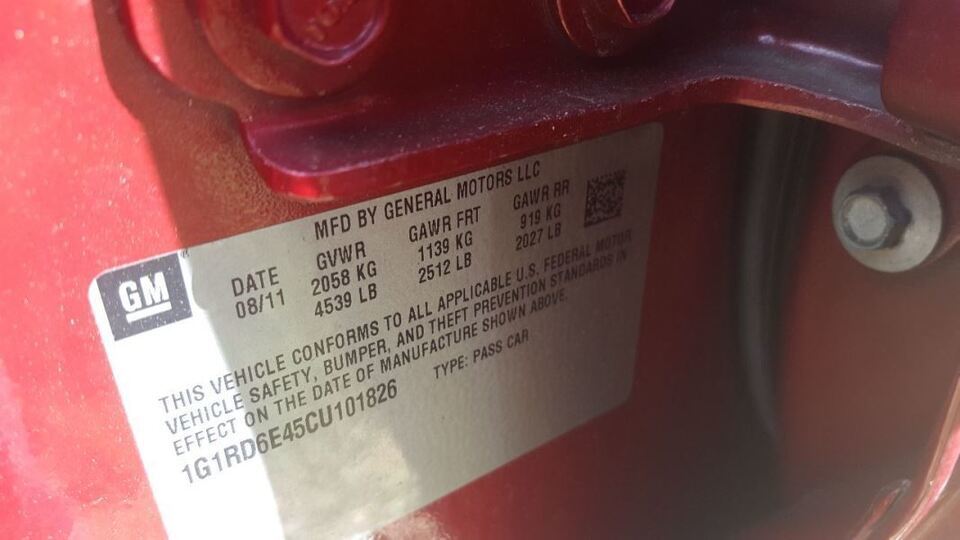 MFD BY GENERAL MOTORS LLC
GM
DATE GVWR GAWR FRT GAWR RR
08/11 2058 KG 1139 KG 919 KG
4539 LB 2512 LB 2027 LB
THIS VEHICLE CONFORMS TO ALL APPLICABLE U.S. FEDERAL MOTOR
VEHICLE SAFETY, BUMPER, AND THEFT PREVENTION STANDARDS IN
EFFECT ON THE DATE OF MANUFACTURE SHOWN ABOVE.
1G1RD6E45CU101826 TYPE: PASS CAR